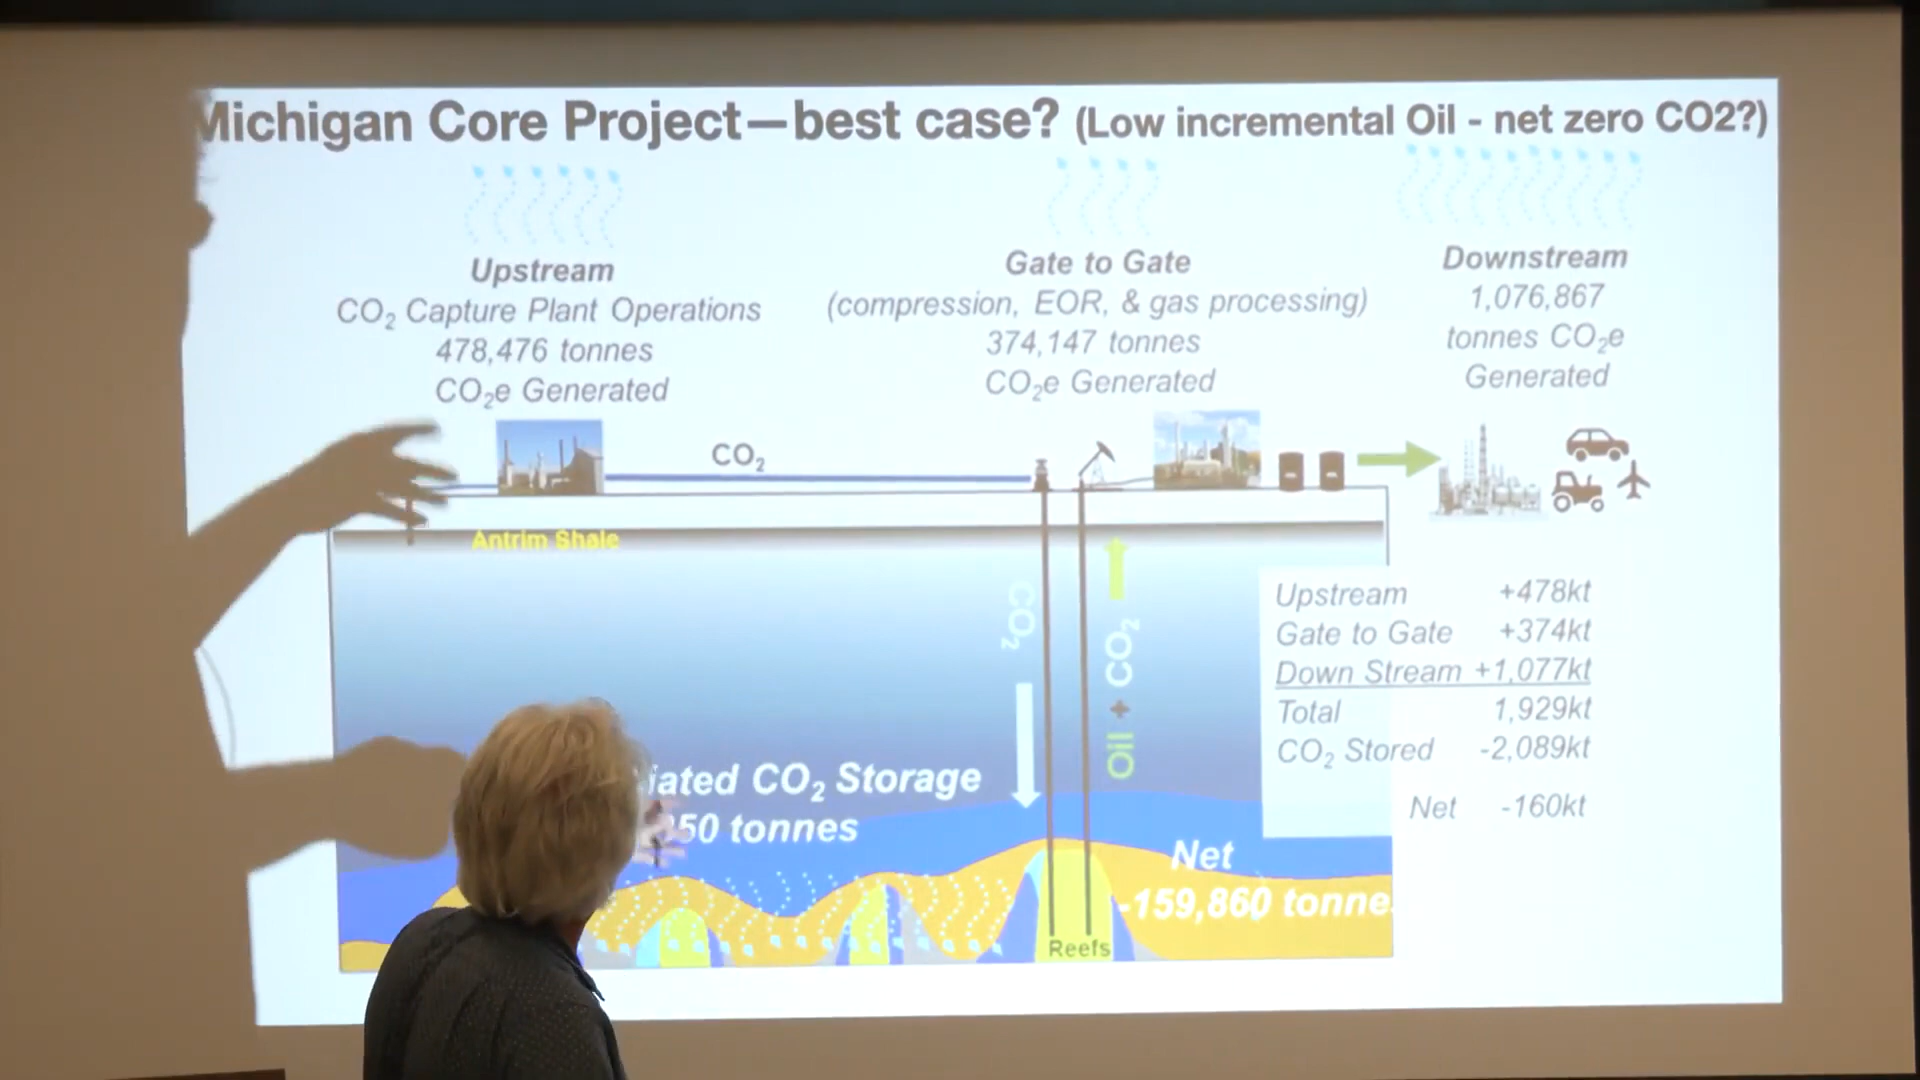 Michigan Core Project—best case? (Low incremental Oil - net zero CO2?)
Upstream
CO₂ Capture Plant Operations
478,476 tonnes
CO₂e Generated
Gate to Gate
(compression, EOR, & gas processing)
374,147 tonnes
CO₂e Generated
Downstream
1,076,867
tonnes CO₂e
Generated
CO₂
Antrim Shale
CO₂
Oil + CO₂
Upstream +478kt
Gate to Gate +374kt
Down Stream +1,077kt
Total 1,929kt
CO₂ Stored -2,089kt
Net -160kt
CO₂ Storage
tonnes
Net
-159,860 tonne
Reefs